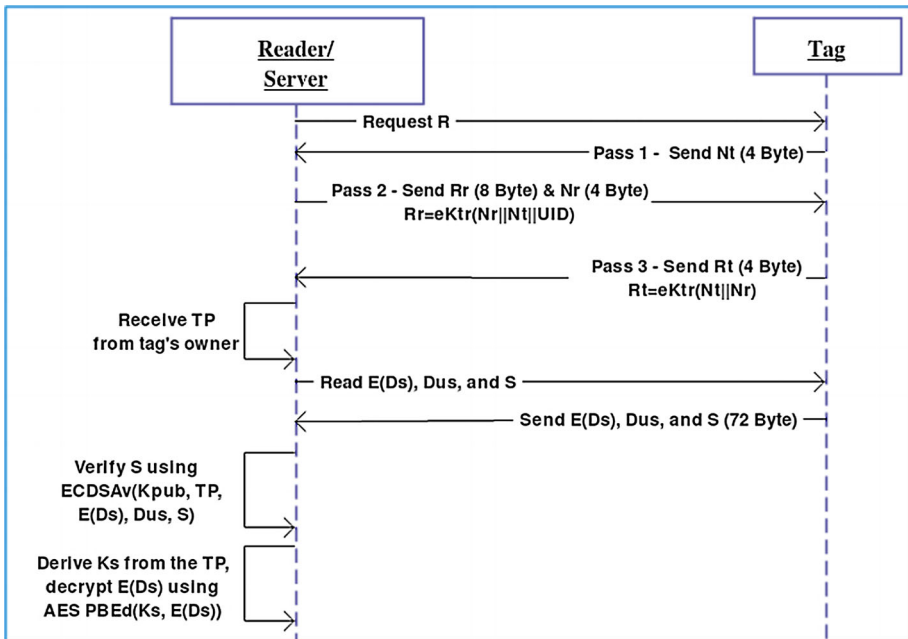 Reader/
Server
Tag
Request R
Pass 1 - Send Nt (4 Byte)
Pass 2 - Send Rr (8 Byte) & Nr (4 Byte)
Rr=eKtr(Nr||Nt||UID)
Pass 3 - Send Rt (4 Byte)
Rt=eKtr(Nt||Nr)
Receive TP
from tag's owner
Read E(Ds), Dus, and S
Send E(Ds), Dus, and S (72 Byte)
Verify S using
ECDSAv(Kpub, TP,
E(Ds), Dus, S)
Derive Ks from the TP,
decrypt E(Ds) using
AES PBEd(Ks, E(Ds))